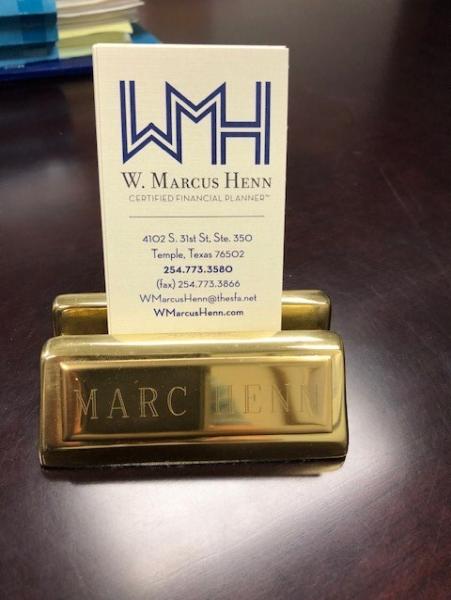 WMH
W. Marcus Henn
CERTIFIED FINANCIAL PLANNER™
4102 S. 31st St, Ste. 350
Temple, Texas 76502
254.773.3580
(fax) 254.773.3866
WMarcusHenn@thesfa.net
WMarcusHenn.com
MARC HENN